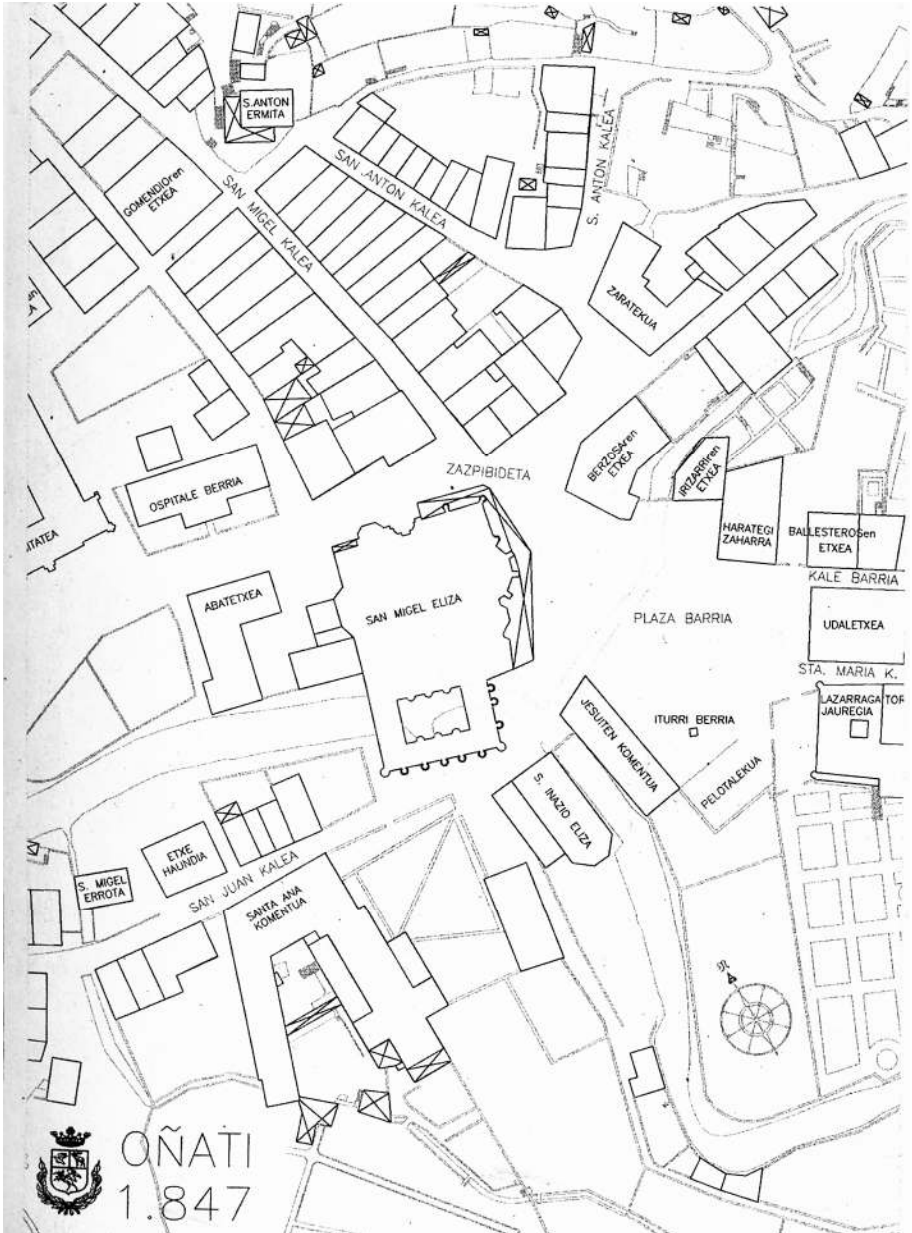 S.ANTON
ERMITA
GOMENDIOren
ETXEA
SAN MIGEL KALEA
SAN ANTON KALEA
S. ANTON KALEA
ZARATEKUA
ZAZPIBIDETA
BERZOSAren
ETXEA
IRIZARRIren
ETXEA
OSPITALE BERRIA
HARATEGI
ZAHARRA
BALLESTEROSen
ETXEA
ITATEA
KALE BARRIA
ABATETXEA
SAN MIGEL ELIZA
PLAZA BARRIA
UDALETXEA
STA. MARIA K.
LAZARRAGA
JAUREGIA
TOR
JESUITEN KOMENTUA
ITURRI BERRIA
PELOTALEKUA
S. INAZIO ELIZA
ETXE
HAUNDIA
S. MIGEL
ERROTA
SAN JUAN KALEA
SANTA ANA
KOMENTUA
OÑATI
1.847